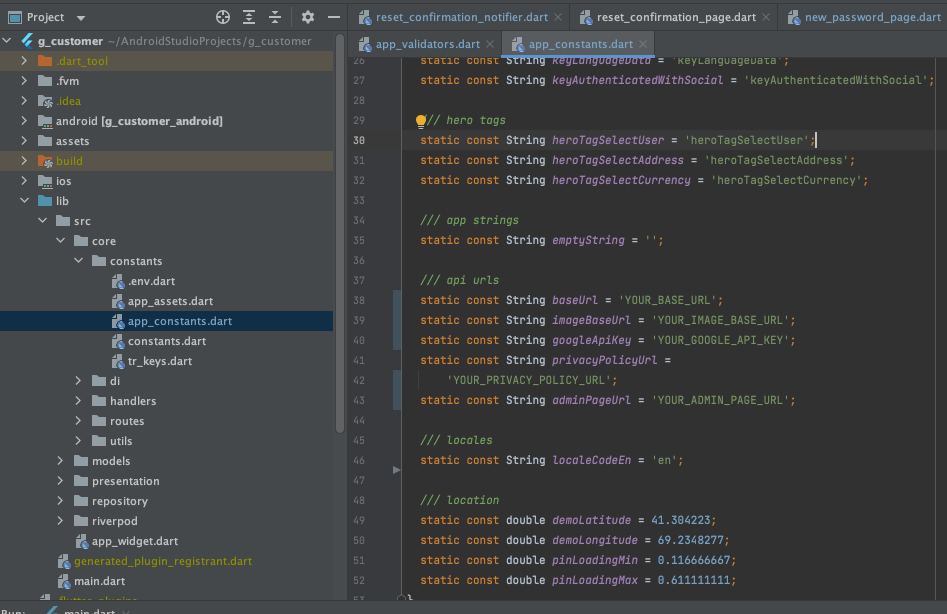 Project
g_customer ~/AndroidStudioProjects/g_customer
.dart_tool
.fvm
.idea
android [g_customer_android]
assets
build
ios
lib
src
core
constants
.env.dart
app_assets.dart
app_constants.dart
constants.dart
tr_keys.dart
di
handlers
routes
utils
models
presentation
repository
riverpod
app_widget.dart
generated_plugin_registrant.dart
main.dart
.flutter-plugins
Run: main.dart
reset_confirmation_notifier.dart reset_confirmation_page.dart new_password_page.dart
app_validators.dart app_constants.dart
26 static const String keyLangUageData = 'keyLangUageData';
27 static const String keyAuthenticatedWithSocial = 'keyAuthenticatedWithSocial';
28
29 /// hero tags
30 static const String heroTagSelectUser = 'heroTagSelectUser';
31 static const String heroTagSelectAddress = 'heroTagSelectAddress';
32 static const String heroTagSelectCurrency = 'heroTagSelectCurrency';
33
34 /// app strings
35 static const String emptyString = '';
36
37 /// api urls
38 static const String baseUrl = 'YOUR_BASE_URL';
39 static const String imageBaseUrl = 'YOUR_IMAGE_BASE_URL';
40 static const String googleApiKey = 'YOUR_GOOGLE_API_KEY';
41 static const String privacyPolicyUrl =
42 'YOUR_PRIVACY_POLICY_URL';
43 static const String adminPageUrl = 'YOUR_ADMIN_PAGE_URL';
44
45 /// locales
46 static const String localeCodeEn = 'en';
47
48 /// location
49 static const double demoLatitude = 41.304223;
50 static const double demoLongitude = 69.2348277;
51 static const double pinLoadingMin = 0.116666667;
52 static const double pinLoadingMax = 0.611111111;
53 }